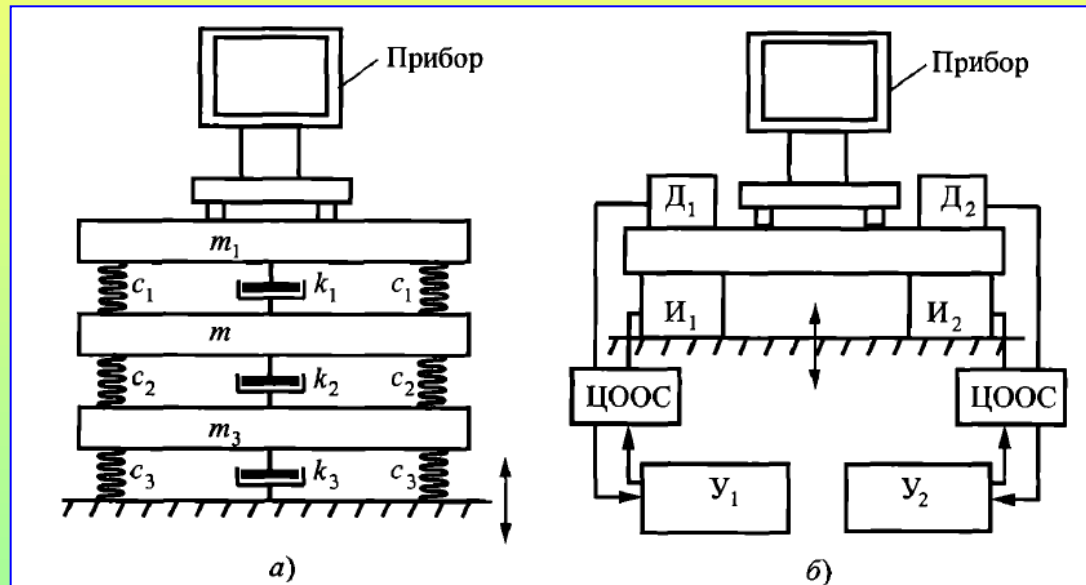 Прибор
m₁
c₁ k₁ c₁
m
c₂ k₂ c₂
m₃
c₃ k₃ c₃
а)
Прибор
Д₁ Д₂
И₁ И₂
ЦООС ЦООС
У₁ У₂
б)